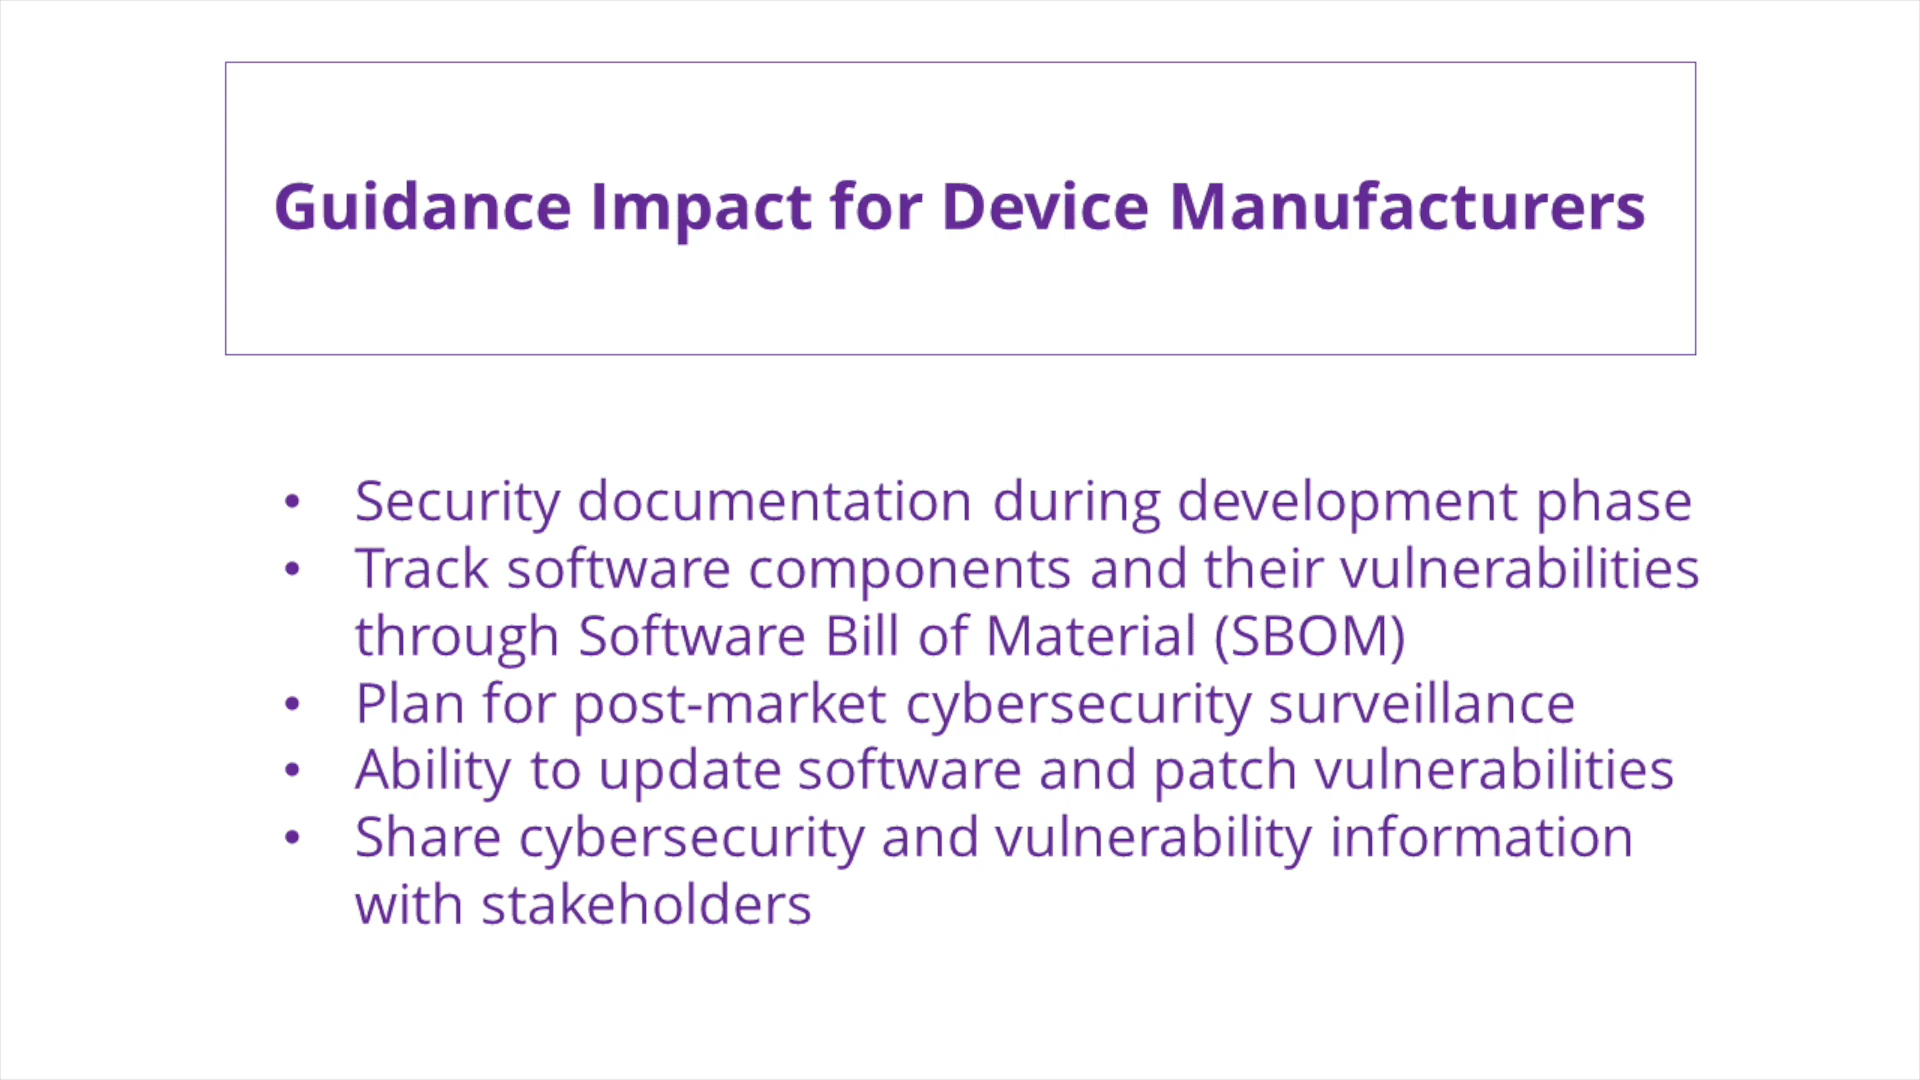 Guidance Impact for Device Manufacturers
• Security documentation during development phase
• Track software components and their vulnerabilities
through Software Bill of Material (SBOM)
• Plan for post-market cybersecurity surveillance
• Ability to update software and patch vulnerabilities
• Share cybersecurity and vulnerability information
with stakeholders